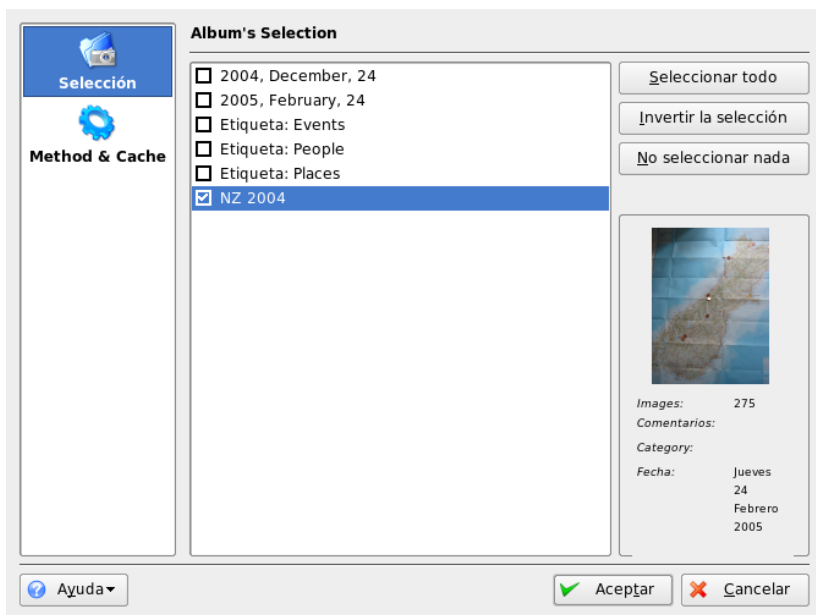 Selección
Method & Cache
Album's Selection
2004, December, 24
2005, February, 24
Etiqueta: Events
Etiqueta: People
Etiqueta: Places
NZ 2004
Seleccionar todo
Invertir la selección
No seleccionar nada
Images: 275
Comentarios:
Category:
Fecha: Jueves
24
Febrero
2005
Ayuda
Aceptar
Cancelar